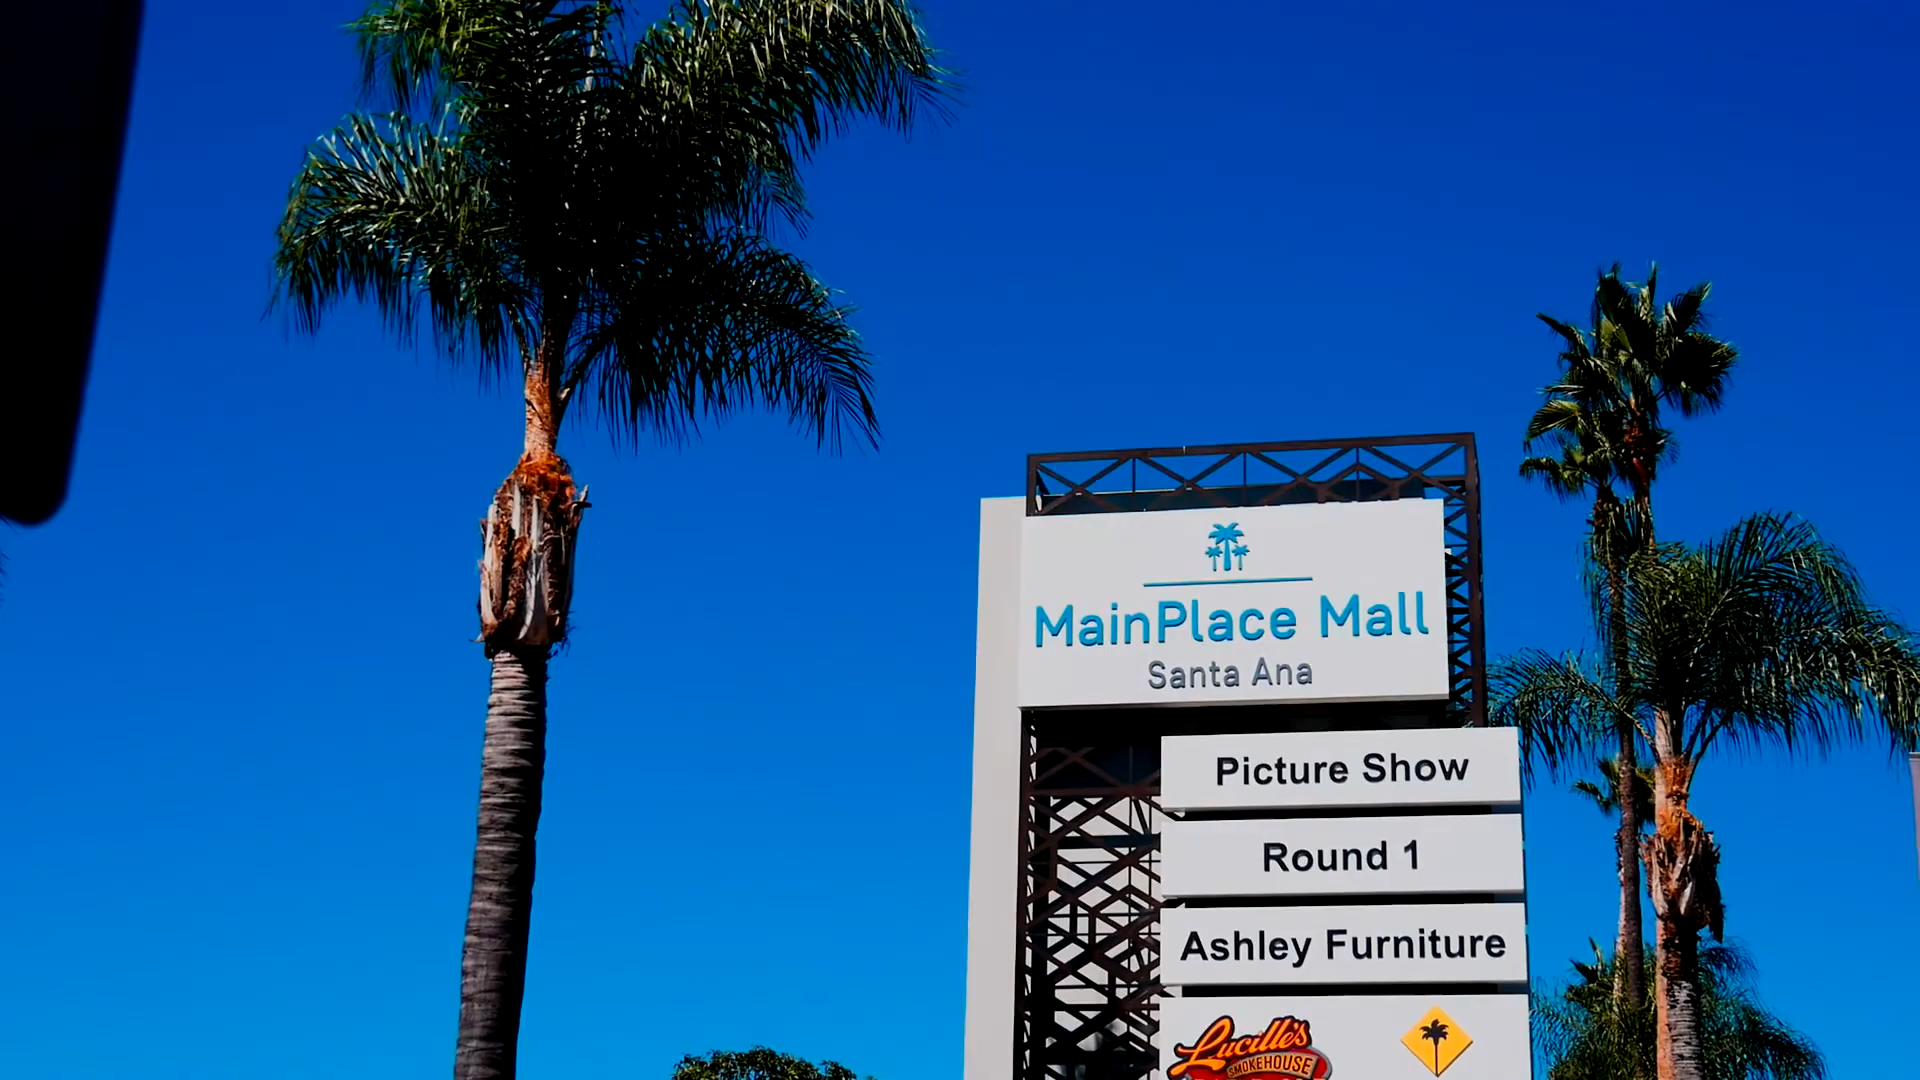 MainPlace Mall
Santa Ana
Picture Show
Round 1
Ashley Furniture
Lucille's
SMOKEHOUSE